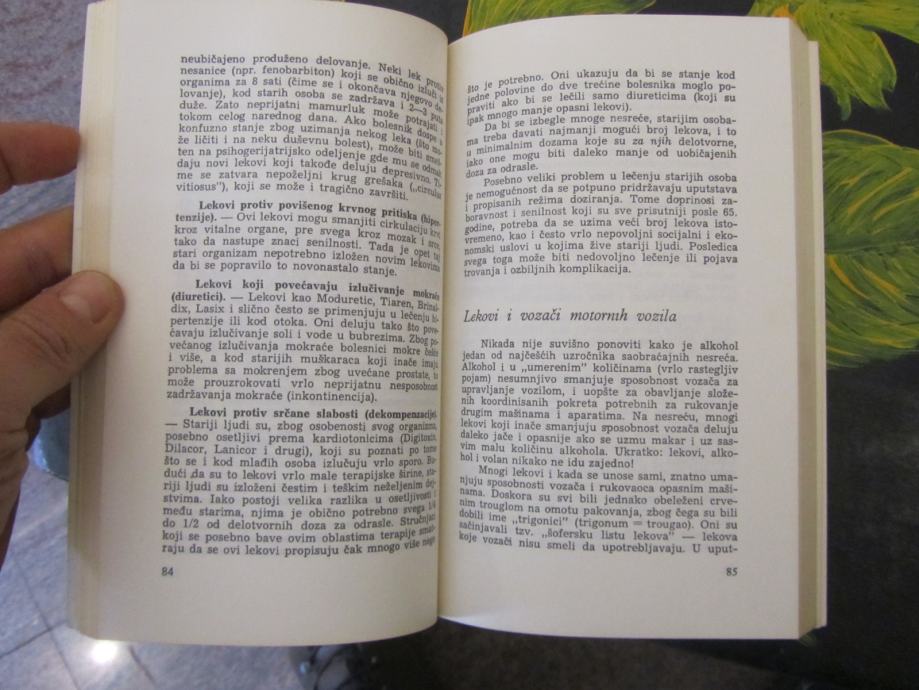 neubičajeno produženo delovanje. Neki lek protiv
nesanice (npr. fenobarbiton) koji se obično izluči iz
organima za 8 sati (čime se i okončava njegovo de-
lovanje), kod starih osoba se zadržava i 2—3 puta
duže. Zato neprijatni mamurluk može potrajati i
tokom celog narednog dana. Ako bolesnik dospe u
konfuzno stanje zbog uzimanja nekog leka (što mo-
že ličiti i na neku duševnu bolest), može biti smeš-
ten na psihogerijatrijsko odeljenje gde mu se odmah
daju novi lekovi koji takođe deluju depresivno. Ti-
me se zatvara nepoželjni krug grešaka („circulus
vitiosus"), koji se može i tragično završiti.
Lekovi protiv povišenog krvnog pritiska (hiper-
tenzije). — Ovi lekovi mogu smanjiti cirkulaciju krvi
kroz vitalne organe, pre svega kroz mozak i srce,
tako da nastupe znaci senilnosti. Tada je opet taj
stari organizam nepotrebno izložen novim lekovima
da bi se popravilo to novonastalo stanje.
Lekovi koji povećavaju izlučivanje mokraće
(diuretici). — Lekovi kao Moduretic, Tiaren, Brinal-
dix, Lasix i slično često se primenjuju u lečenju hi-
pertenzije ili kod otoka. Oni deluju tako što pove-
ćavaju izlučivanje soli i vode u bubrezima. Zbog po-
većanog izlučivanja mokraće bolesnici mokre češće
i više, a kod starijih muškaraca koji inače imaju
problema sa mokrenjem zbog uvećane prostate, to
može prouzrokovati vrlo neprijatnu nesposobnost
zadržavanja mokraće (inkontinencija).
Lekovi protiv srčane slabosti (dekompenzacije).
— Stariji ljudi su, zbog osobenosti svog organizma,
posebno osetljivi prema kardiotonicima (Digitoxin,
Dilacor, Lanicor i drugi), koji su poznati po tome
što se i kod mlađih osoba izlučuju vrlo sporo. Bu-
dući da su to lekovi vrlo male terapijske širine, sta-
riji ljudi su izloženi čestim i teškim neželjenim dej-
stvima. Iako postoji velika razlika u osetljivosti i
među starima, njima je obično potrebno svega 1/4
do 1/2 od delotvornih doza za odrasle. Stručnjaci
koji se posebno bave ovim oblastima terapije smat-
raju da se ovi lekovi propisuju čak mnogo više nego
84
što je potrebno. Oni ukazuju da bi se stanje kod
jedne polovine do dve trećine bolesnika moglo po-
praviti ako bi se lečili samo diureticima (koji su
ipak mnogo manje opasni lekovi).
Da bi se izbegle mnoge nesreće, starijim osoba-
ma treba davati najmanji mogući broj lekova, i to
u minimalnim dozama koje su za njih delotvorne,
iako one mogu biti daleko manje od uobičajenih
doza za odrasle.
Posebno veliki problem u lečenju starijih osoba
je nemogućnost da se potpuno pridržavaju uputstava
i propisanih režima doziranja. Tome doprinosi za-
boravnost i senilnost koji su sve prisutniji posle 65.
godine, potreba da se uzima veći broj lekova isto-
vremeno, kao i često vrlo nepovoljni socijalni i eko-
nomski uslovi u kojima žive stariji ljudi. Posledica
svega toga može biti nedovoljno lečenje ili pojava
trovanja i ozbiljnih komplikacija.
Lekovi i vozači motornih vozila
Nikada nije suvišno ponoviti kako je alkohol
jedan od najčešćih uzročnika saobraćajnih nesreća.
Alkohol i u „umerenim" količinama (vrlo rastegljiv
pojam) nesumnjivo smanjuje sposobnost vozača za
upravljanje vozilom, i uopšte za obavljanje slože-
nih koordinisanih pokreta potrebnih za rukovanje
drugim mašinama i aparatima. Na nesreću, mnogi
lekovi koji inače smanjuju sposobnost vozača deluju
daleko jače i opasnije ako se uzmu makar i uz sas-
vim malu količinu alkohola. Ukratko: lekovi, alko-
hol i volan nikako ne idu zajedno!
Mnogi lekovi i kada se unose sami, znatno uma-
njuju sposobnosti vozača i rukovaoca opasnim maši-
nama. Doskora su svi bili jednako obeleženi crve-
nim trouglom na omotu pakovanja, zbog čega su bili
dobili ime „trigonici" (trigonum = trougao). Oni su
sačinjavali tzv. „šofersku listu lekova" — lekova
koje vozači nisu smeli da upotrebljavaju. U uput-
85